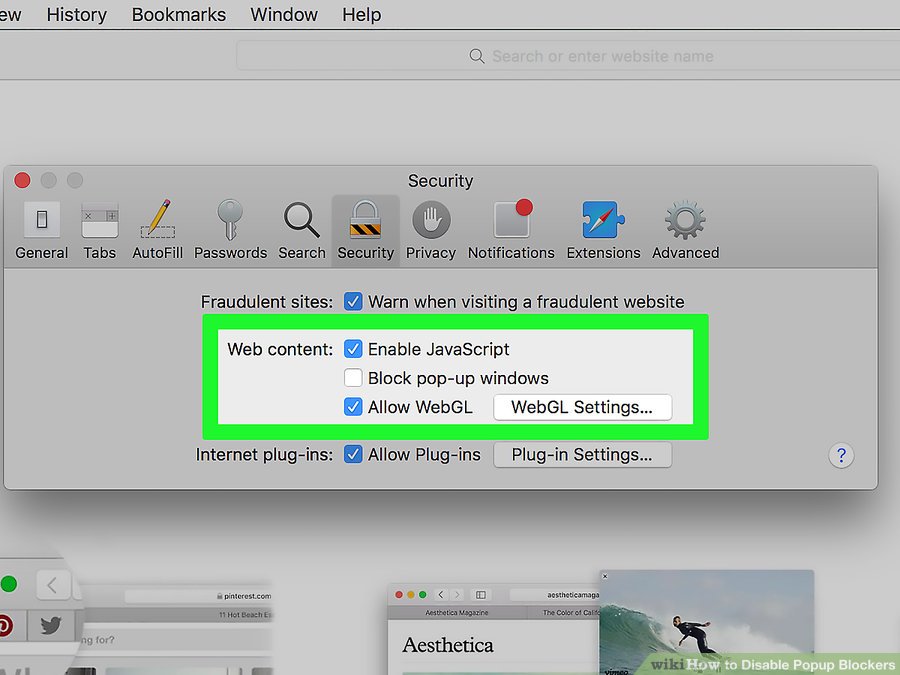 ew History Bookmarks Window Help
Search or enter website name
Security
General Tabs AutoFill Passwords Search Security Privacy Notifications Extensions Advanced
Fraudulent sites: Warn when visiting a fraudulent website
Web content: Enable JavaScript
Block pop-up windows
Allow WebGL WebGL Settings...
Internet plug-ins: Allow Plug-ins Plug-in Settings... ?
pinterest.com
11 Hot Beach Es
ng for?
aestheticamaga
Aesthetica Magazine The Color of Califo
Aesthetica
vimeo
wikiHow to Disable Popup Blockers